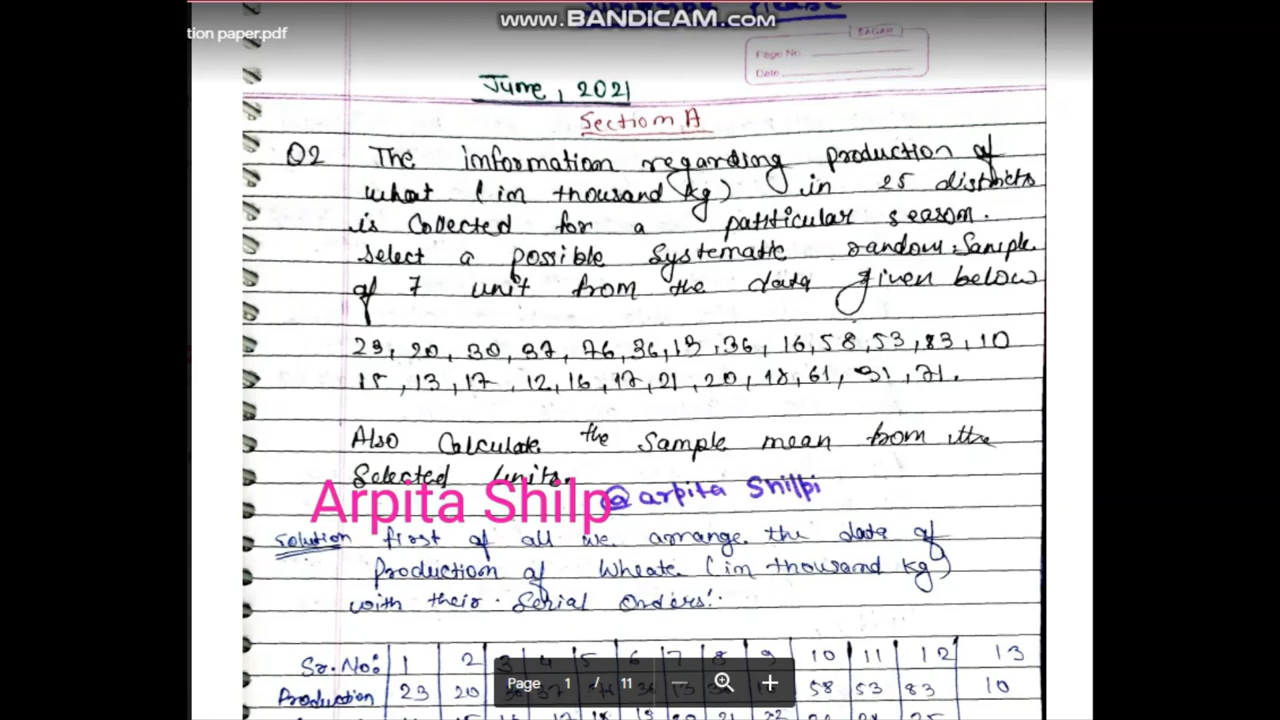 www.BANDICAM.com
tion paper.pdf
Page No.
Date
June, 2021
Section A
Q2 The information regarding production of
what (in thousand kg) in 25 districts
is collected for a particular season.
Select a possible Systematic random Sample
of 7 unit from the data given below
23, 20, 30, 37, 76, 36, 13, 36, 16, 58, 53, 83, 10
15, 13, 17, 12, 16, 17, 21, 20, 18, 61, 31, 71.
Also Calculate the Sample mean from the
Selected Units.
Arpita Shilp
@arpita Shilpi
Solution first of all we arrange the data of
Production of Wheate (in thousand kg)
with their Serial Orders:
Sr. No: 1 2 3 4 5 6 7 8 9 10 11 12 13
Production 23 20 58 53 83 10
Page 1 / 11